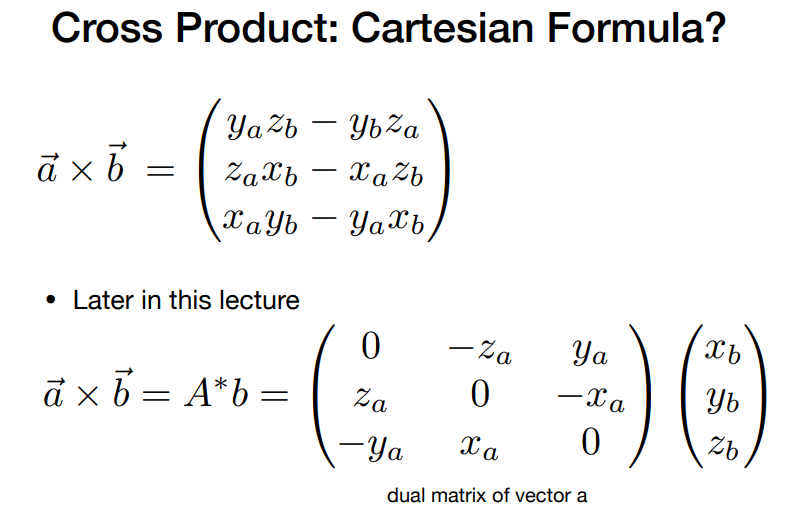 Cross Product: Cartesian Formula?
$\vec{a} \times \vec{b} = \begin{pmatrix} y_a z_b - y_b z_a \\ z_a x_b - x_a z_b \\ x_a y_b - y_a x_b \end{pmatrix}$
• Later in this lecture
$\vec{a} \times \vec{b} = A^* b = \begin{pmatrix} 0 & -z_a & y_a \\ z_a & 0 & -x_a \\ -y_a & x_a & 0 \end{pmatrix} \begin{pmatrix} x_b \\ y_b \\ z_b \end{pmatrix}$
dual matrix of vector a